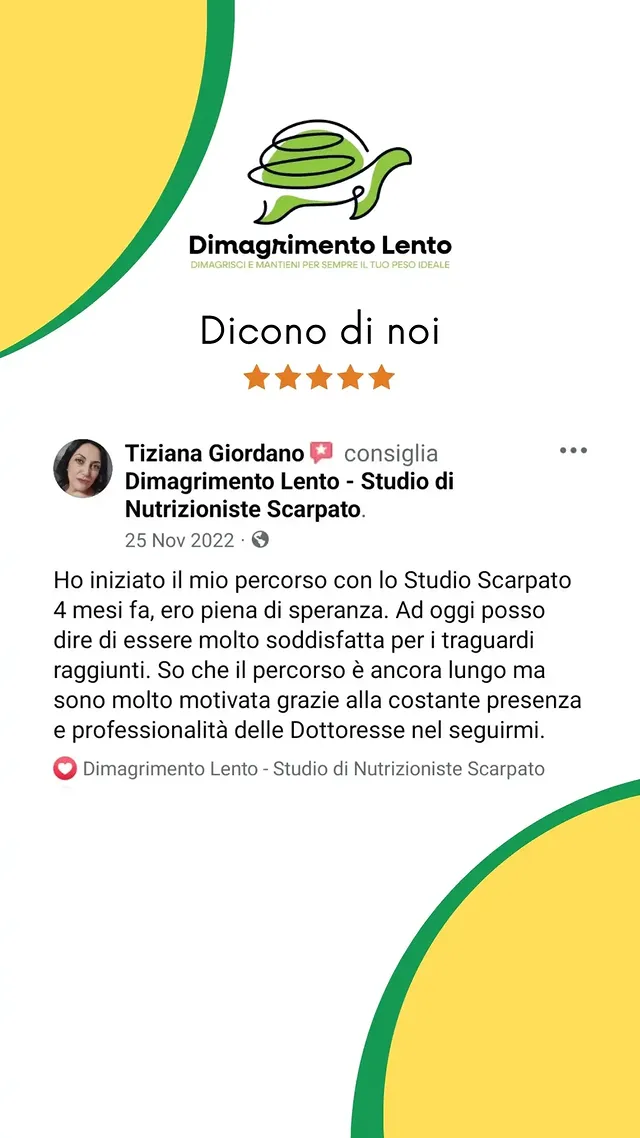 Dimagrimento Lento
DIMAGRISCI E MANTIENI PER SEMPRE IL TUO PESO IDEALE
Dicono di noi
Tiziana Giordano consiglia
Dimagrimento Lento - Studio di
Nutrizioniste Scarpato.
25 Nov 2022 ·
Ho iniziato il mio percorso con lo Studio Scarpato
4 mesi fa, ero piena di speranza. Ad oggi posso
dire di essere molto soddisfatta per i traguardi
raggiunti. So che il percorso è ancora lungo ma
sono molto motivata grazie alla costante presenza
e professionalità delle Dottoresse nel seguirmi.
Dimagrimento Lento - Studio di Nutrizioniste Scarpato